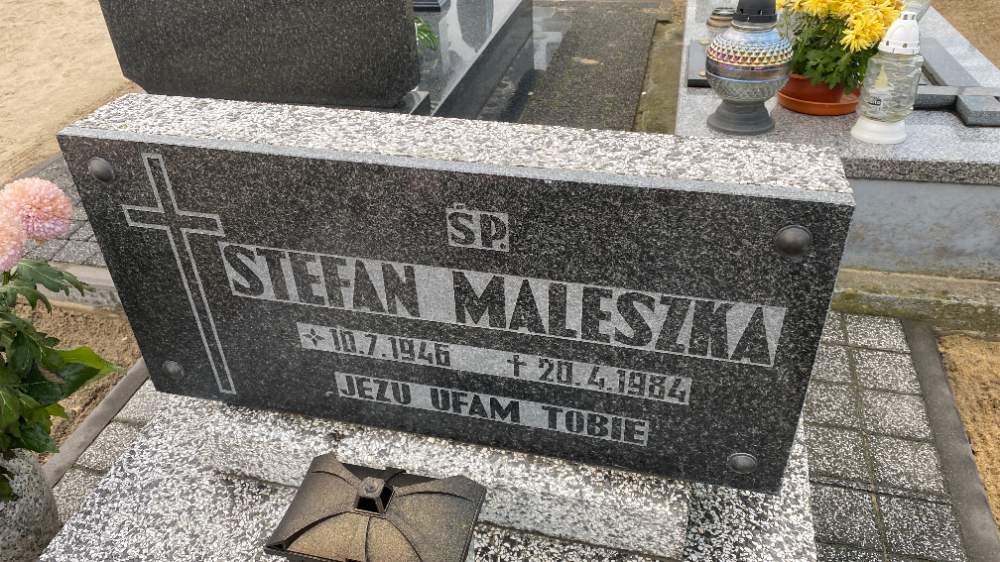 ŚP.
STEFAN MALESZKA
✢ 10.7.1946 ✝ 20.4.1984
JEZU UFAM TOBIE